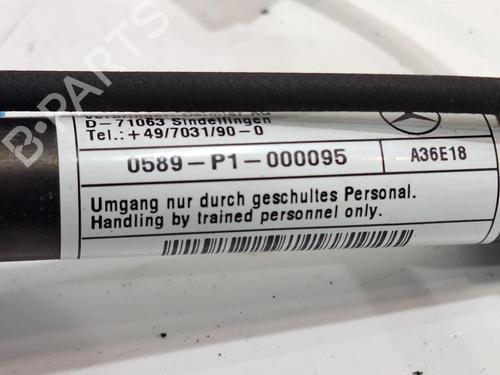 D-71063 Sindelfingen
Tel.: +49/7031/90-0
0589-P1-000095
A36E18
Umgang nur durch geschultes Personal.
Handling by trained personnel only.
B-PARTS